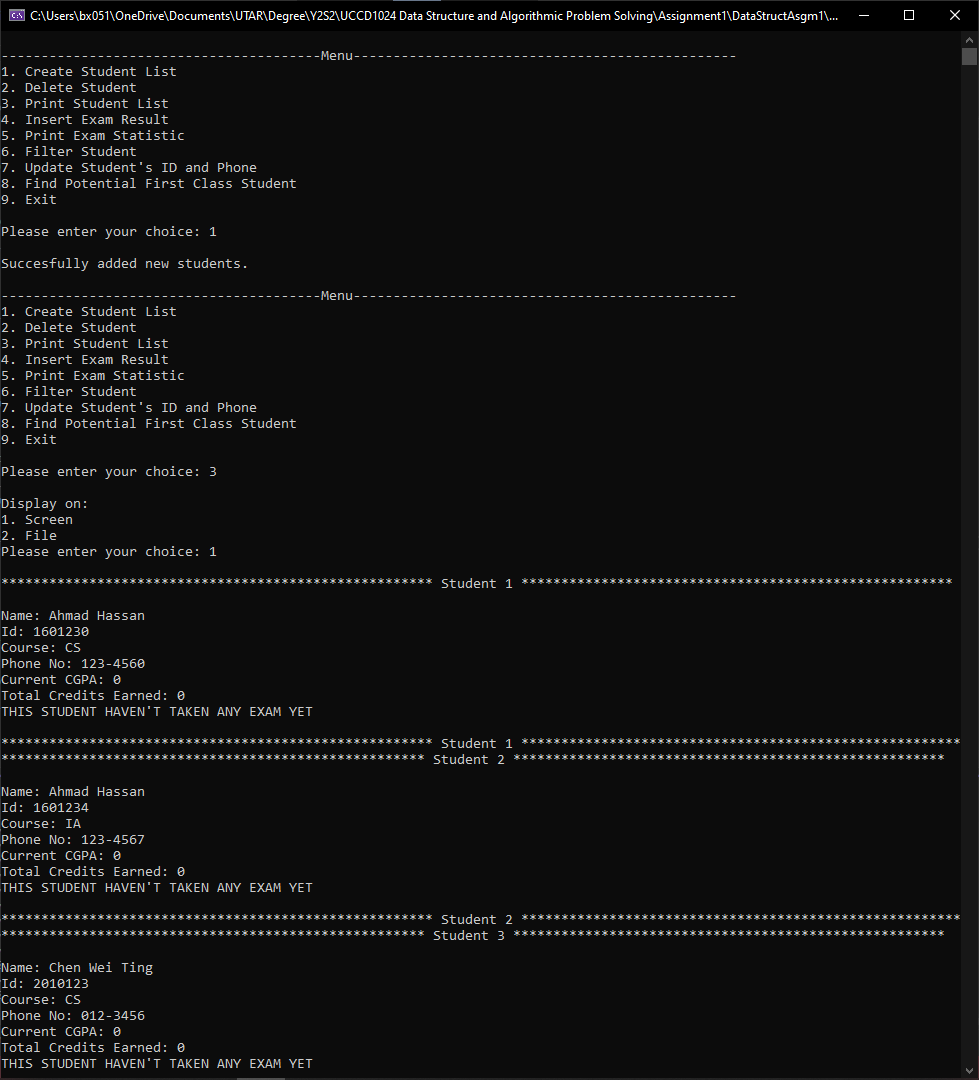 C:\Users\bx051\OneDrive\Documents\UTAR\Degree\Y2S2\UCCD1024 Data Structure and Algorithmic Problem Solving\Assignment1\DataStructAsgm1\...
----------------------------------------Menu------------------------------------------------
1. Create Student List
2. Delete Student
3. Print Student List
4. Insert Exam Result
5. Print Exam Statistic
6. Filter Student
7. Update Student's ID and Phone
8. Find Potential First Class Student
9. Exit
Please enter your choice: 1
Succesfully added new students.
----------------------------------------Menu------------------------------------------------
1. Create Student List
2. Delete Student
3. Print Student List
4. Insert Exam Result
5. Print Exam Statistic
6. Filter Student
7. Update Student's ID and Phone
8. Find Potential First Class Student
9. Exit
Please enter your choice: 3
Display on:
1. Screen
2. File
Please enter your choice: 1
****************************************************** Student 1 ******************************************************
Name: Ahmad Hassan
Id: 1601230
Course: CS
Phone No: 123-4560
Current CGPA: 0
Total Credits Earned: 0
THIS STUDENT HAVEN'T TAKEN ANY EXAM YET
****************************************************** Student 1 *******************************************************
***************************************************** Student 2 ******************************************************
Name: Ahmad Hassan
Id: 1601234
Course: IA
Phone No: 123-4567
Current CGPA: 0
Total Credits Earned: 0
THIS STUDENT HAVEN'T TAKEN ANY EXAM YET
****************************************************** Student 2 *******************************************************
***************************************************** Student 3 ******************************************************
Name: Chen Wei Ting
Id: 2010123
Course: CS
Phone No: 012-3456
Current CGPA: 0
Total Credits Earned: 0
THIS STUDENT HAVEN'T TAKEN ANY EXAM YET